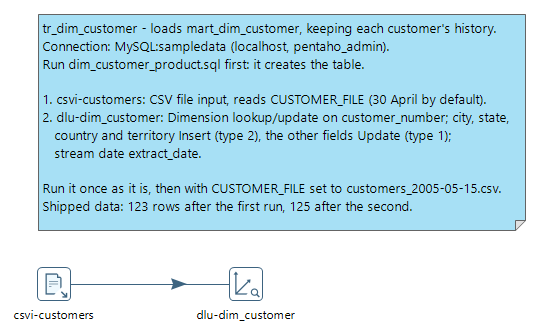 tr_dim_customer - loads mart_dim_customer, keeping each customer's history.
Connection: MySQL:sampledata (localhost, pentaho_admin).
Run dim_customer_product.sql first: it creates the table.
1. csvi-customers: CSV file input, reads CUSTOMER_FILE (30 April by default).
2. dlu-dim_customer: Dimension lookup/update on customer_number; city, state,
country and territory Insert (type 2), the other fields Update (type 1);
stream date extract_date.
Run it once as it is, then with CUSTOMER_FILE set to customers_2005-05-15.csv.
Shipped data: 123 rows after the first run, 125 after the second.
csvi-customers
dlu-dim_customer